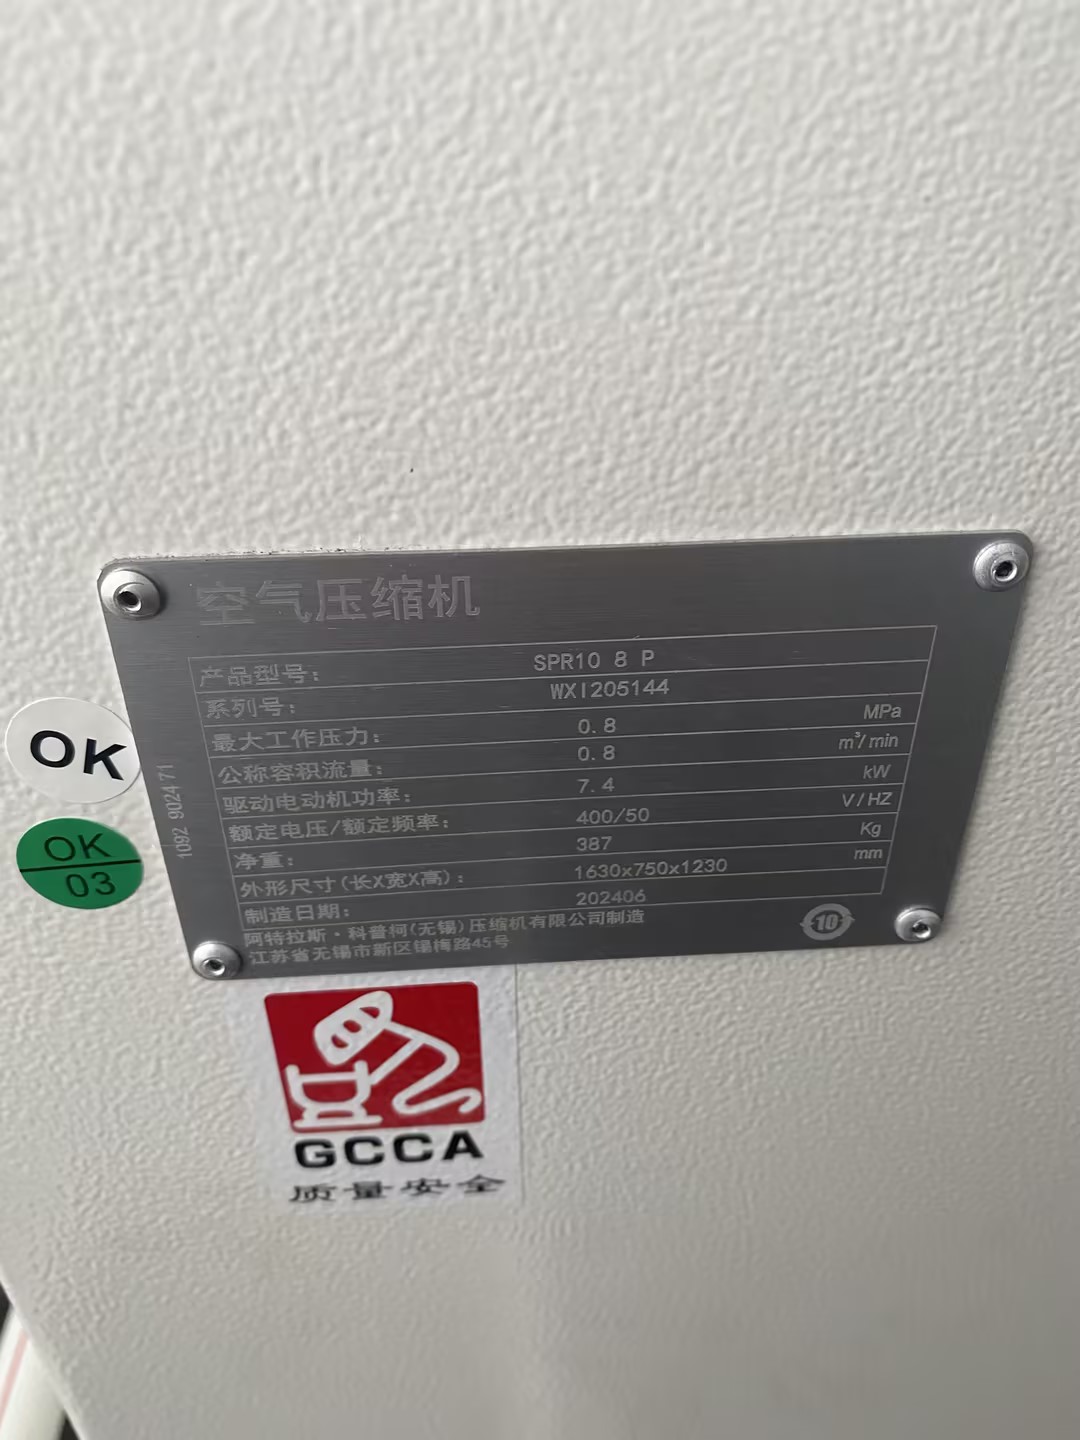 空气压缩机
产品型号: SPR10 8 P
系列号: WXI205144
最大工作压力: 0.8 MPa
公称容积流量: 0.8 m³/min
驱动电动机功率: 7.4 kW
额定电压/额定频率: 400/50 V/HZ
净重: 387 Kg
外形尺寸(长X宽X高): 1630x750x1230 mm
制造日期: 202406
阿特拉斯·科普柯(无锡)压缩机有限公司制造
江苏省无锡市新区锡梅路45号
10
1092 9024 71
OK
OK
03
GCCA
质量安全